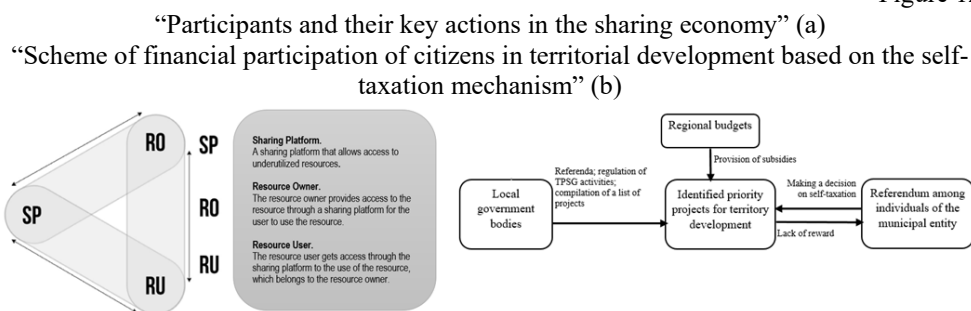 “Participants and their key actions in the sharing economy” (a)
“Scheme of financial participation of citizens in territorial development based on the self-
taxation mechanism” (b)
RO
SP
RU
SP
RO
RU
Sharing Platform.
A sharing platform that allows access to
underutilized resources.
Resource Owner.
The resource owner provides access to the
resource through a sharing platform for the
user to use the resource.
Resource User.
The resource user gets access through the
sharing platform to the use of the resource,
which belongs to the resource owner.
Regional budgets
Provision of subsidies
Local
government
bodies
Referenda; regulation of
TPSG activities;
compilation of a list of
projects
Identified priority
projects for territory
development
Making a decision
on self-taxation
Lack of reward
Referendum among
individuals of the
municipal entity